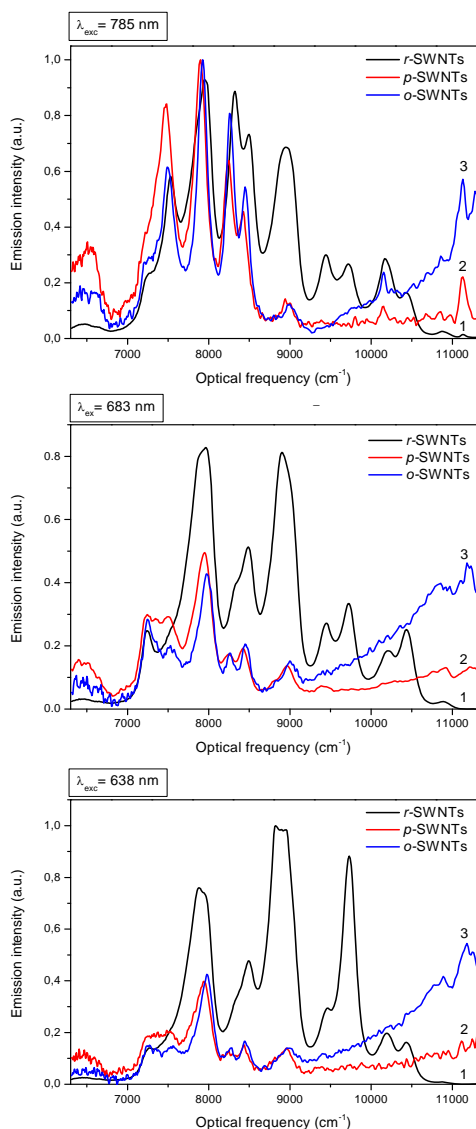 λexc= 785 nm
r-SWNTs
p-SWNTs
o-SWNTs
Emission intensity (a.u.)
1,0
0,8
0,6
0,4
0,2
0,0
3
2
1
7000 8000 9000 10000 11000
Optical frequency (cm-1)
λex= 683 nm
r-SWNTs
p-SWNTs
o-SWNTs
Emission intensity (a.u.)
0,8
0,6
0,4
0,2
0,0
3
2
1
7000 8000 9000 10000 11000
Optical frequency (cm-1)
λexc= 638 nm
r-SWNTs
p-SWNTs
o-SWNTs
Emission intensity (a.u.)
1,0
0,8
0,6
0,4
0,2
0,0
3
2
1
7000 8000 9000 10000 11000
Optical frequency (cm-1)